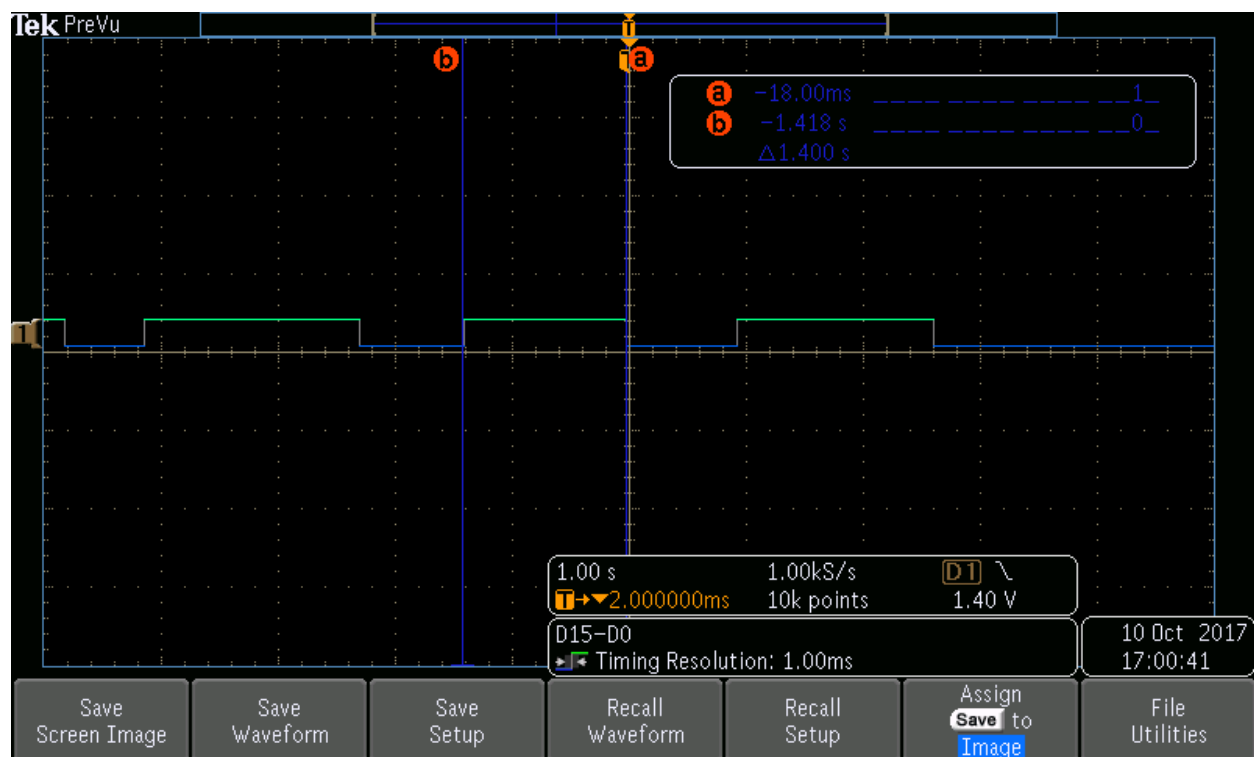 Tek PreVu
T
b
a
a -18.00ms ____ ____ ____ __1_
b -1.418 s ____ ____ ____ __0_
Δ1.400 s
1
1.00 s 1.00kS/s D1
T→▼2.000000ms 10k points 1.40 V
D15-D0
Timing Resolution: 1.00ms
10 Oct 2017
17:00:41
Save
Screen Image
Save
Waveform
Save
Setup
Recall
Waveform
Recall
Setup
Assign
Save to
Image
File
Utilities